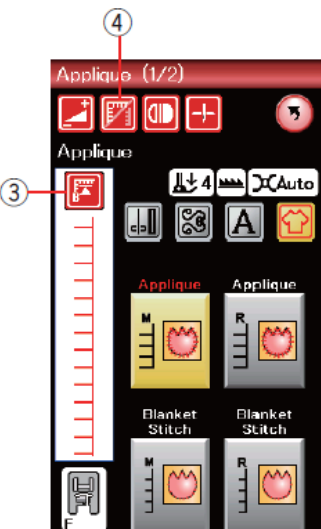 ④
Applique (1/2)
Applique
③
B
4
Auto
A
Applique Applique
M R
Blanket Stitch Blanket Stitch
M R
F